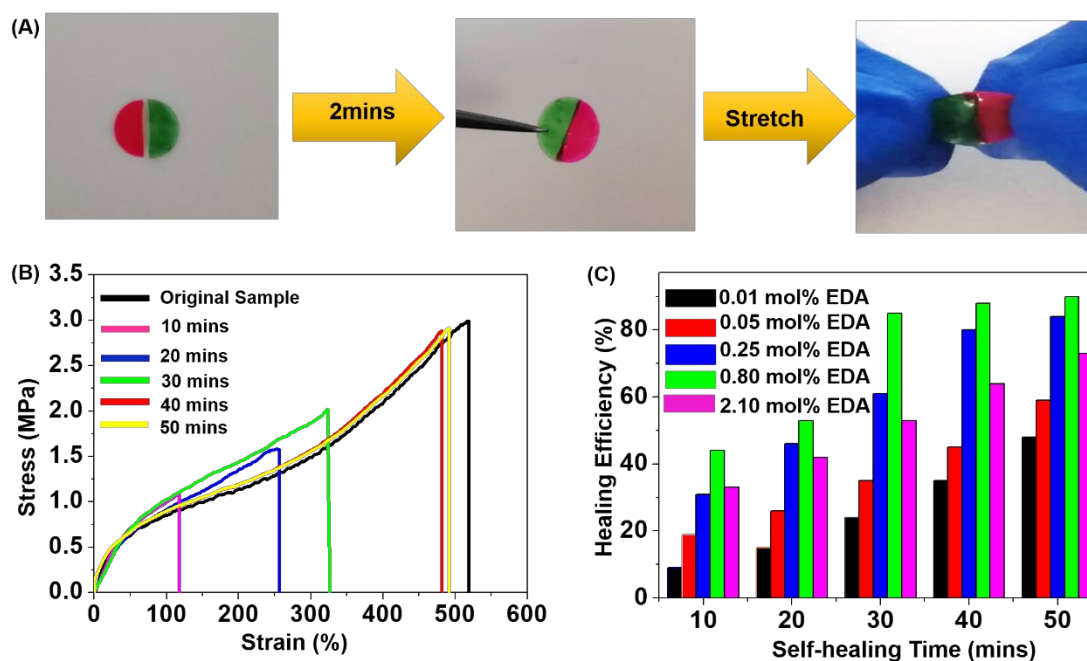 (A)
2mins
Stretch
(B)
3.5
3.0
2.5
2.0
1.5
1.0
0.5
0.0
Stress (MPa)
Original Sample
10 mins
20 mins
30 mins
40 mins
50 mins
0 100 200 300 400 500 600
Strain (%)
(C)
80
60
40
20
0
Healing Efficiency (%)
0.01 mol% EDA
0.05 mol% EDA
0.25 mol% EDA
0.80 mol% EDA
2.10 mol% EDA
10 20 30 40 50
Self-healing Time (mins)